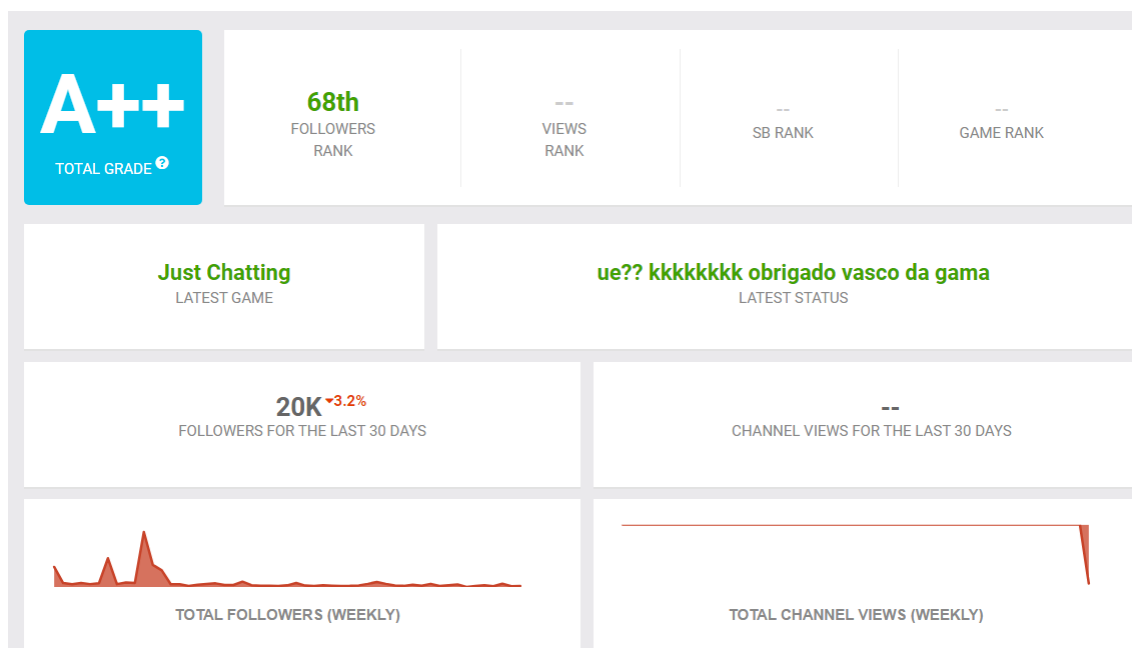 A++
TOTAL GRADE ?
68th
FOLLOWERS
RANK
--
VIEWS
RANK
--
SB RANK
--
GAME RANK
Just Chatting
LATEST GAME
ue?? kkkkkkkk obrigado vasco da gama
LATEST STATUS
20K 3.2%
FOLLOWERS FOR THE LAST 30 DAYS
--
CHANNEL VIEWS FOR THE LAST 30 DAYS
TOTAL FOLLOWERS (WEEKLY)
TOTAL CHANNEL VIEWS (WEEKLY)